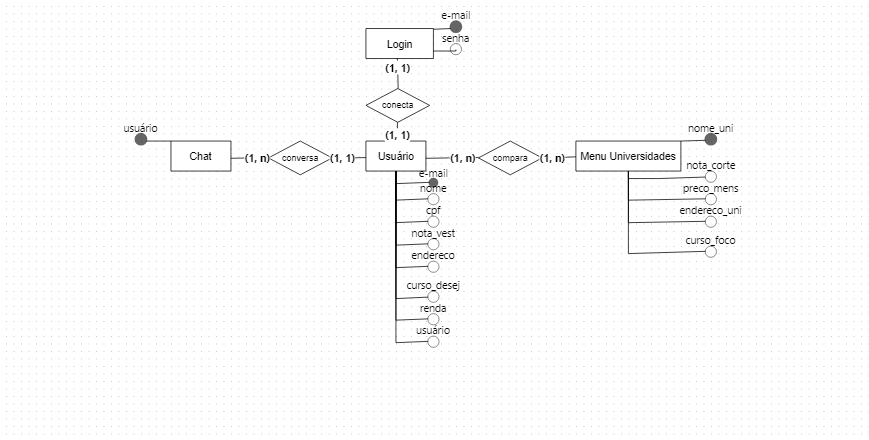 e-mail
Login
senha
(1, 1)
conecta
(1, 1)
usuário
Chat
(1, n)
conversa
(1, 1)
Usuário
(1, n)
compara
(1, n)
Menu Universidades
nome_uni
nota_corte
preco_mens
endereco_uni
curso_foco
e-mail
nome
cpf
nota_vest
endereco
curso_desej
renda
usuário